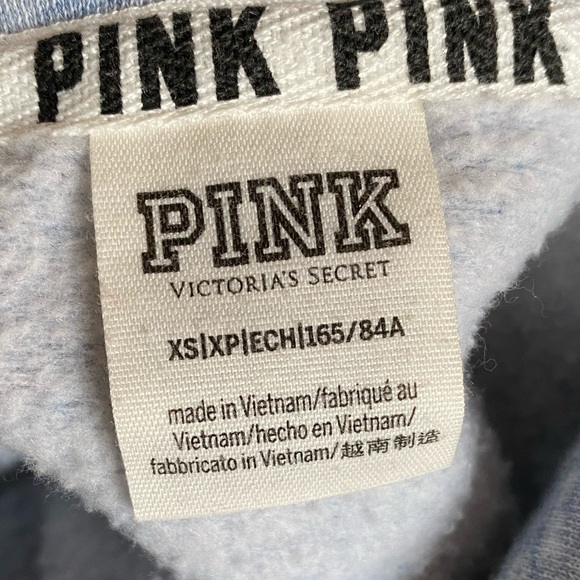 PINK PINK
PINK
VICTORIA'S SECRET
XS|XP|ECH|165/84A
made in Vietnam/fabriqué au
Vietnam/hecho en Vietnam/
fabbricato in Vietnam/越南制造